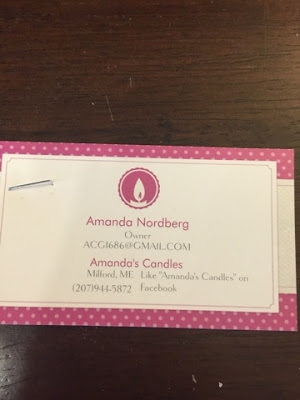 Amanda Nordberg
Owner
ACG1686@GMAIL.COM
Amanda's Candles
Milford, ME Like "Amanda's Candles" on
(207)944-5872 Facebook